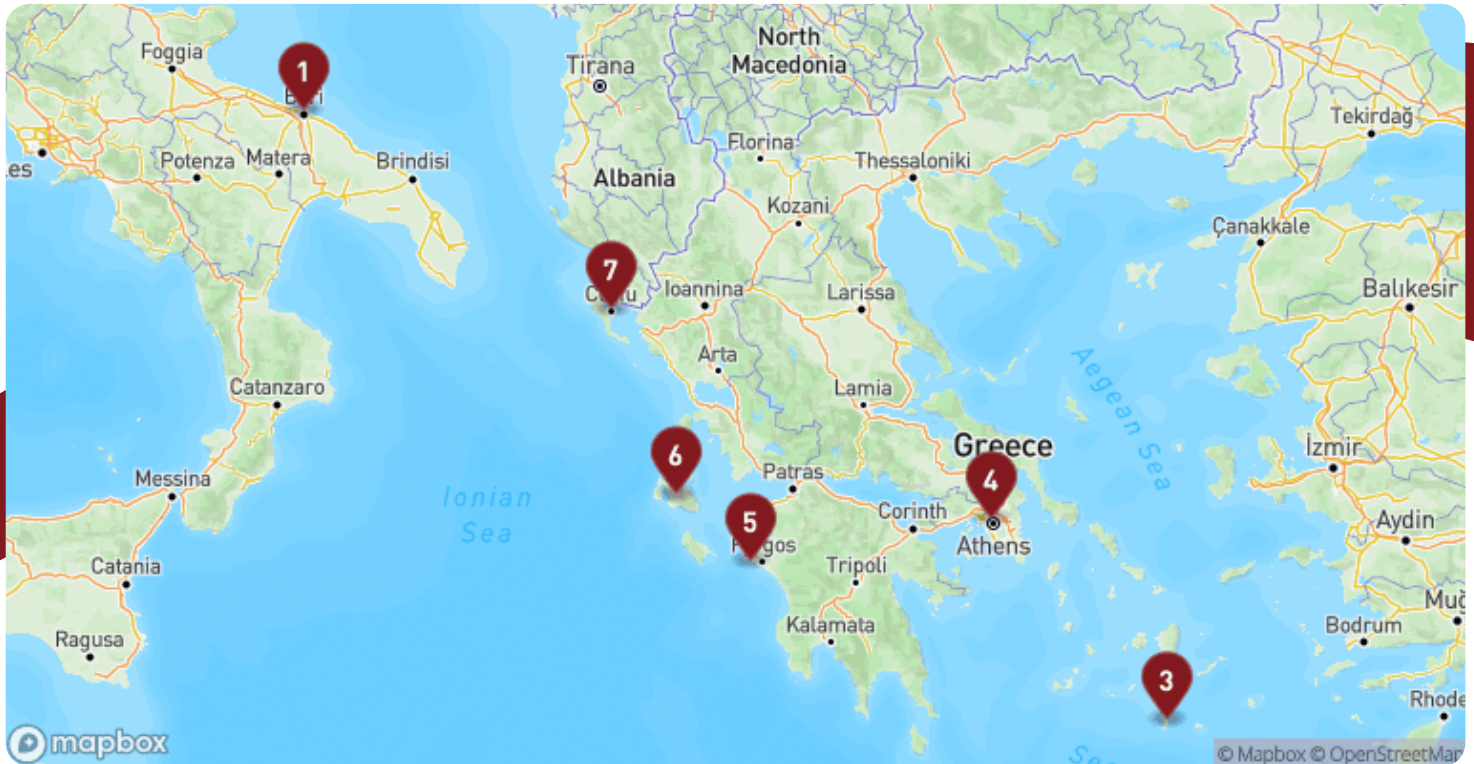 Foggia
1
Potenza
Matera
Brindisi
Catanzaro
Messina
Catania
Ragusa
Ionian
Sea
Tirana
North
Macedonia
Florina
Albania
Thessaloniki
Kozani
7
Ioannina
Larissa
Arta
Lamia
6
Patras
Greece
4
5
Corinth
Athens
Tripoli
Kalamata
3
Aegean Sea
Tekirdağ
Çanakkale
Balıkesir
İzmir
Aydin
Bodrum
mapbox
© Mapbox © OpenStreetMap